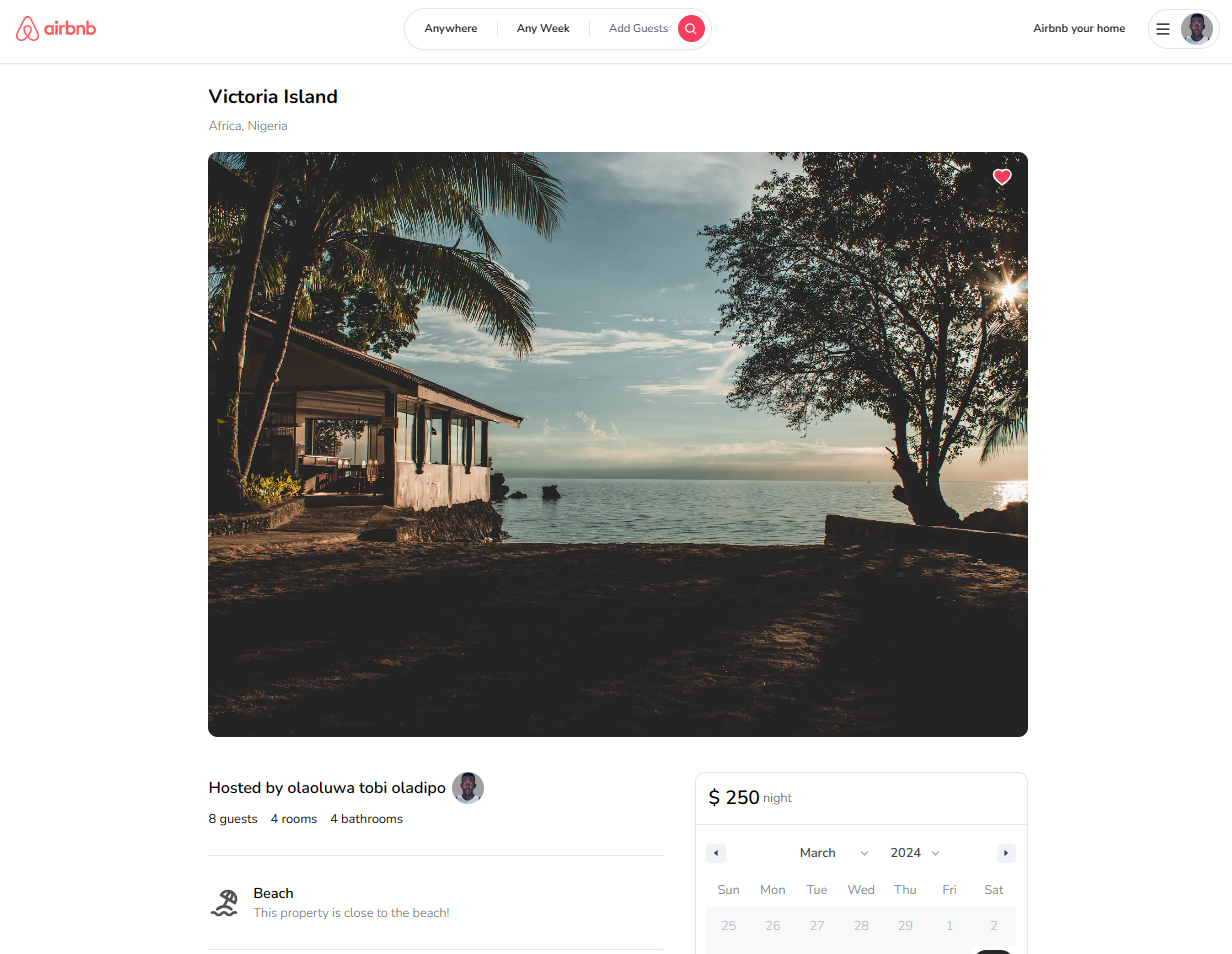 airbnb
Anywhere
Any Week
Add Guests
Airbnb your home
Victoria Island
Africa, Nigeria
Hosted by olaoluwa tobi oladipo
8 guests 4 rooms 4 bathrooms
Beach
This property is close to the beach!
$ 250 night
March 2024
Sun Mon Tue Wed Thu Fri Sat
25 26 27 28 29 1 2